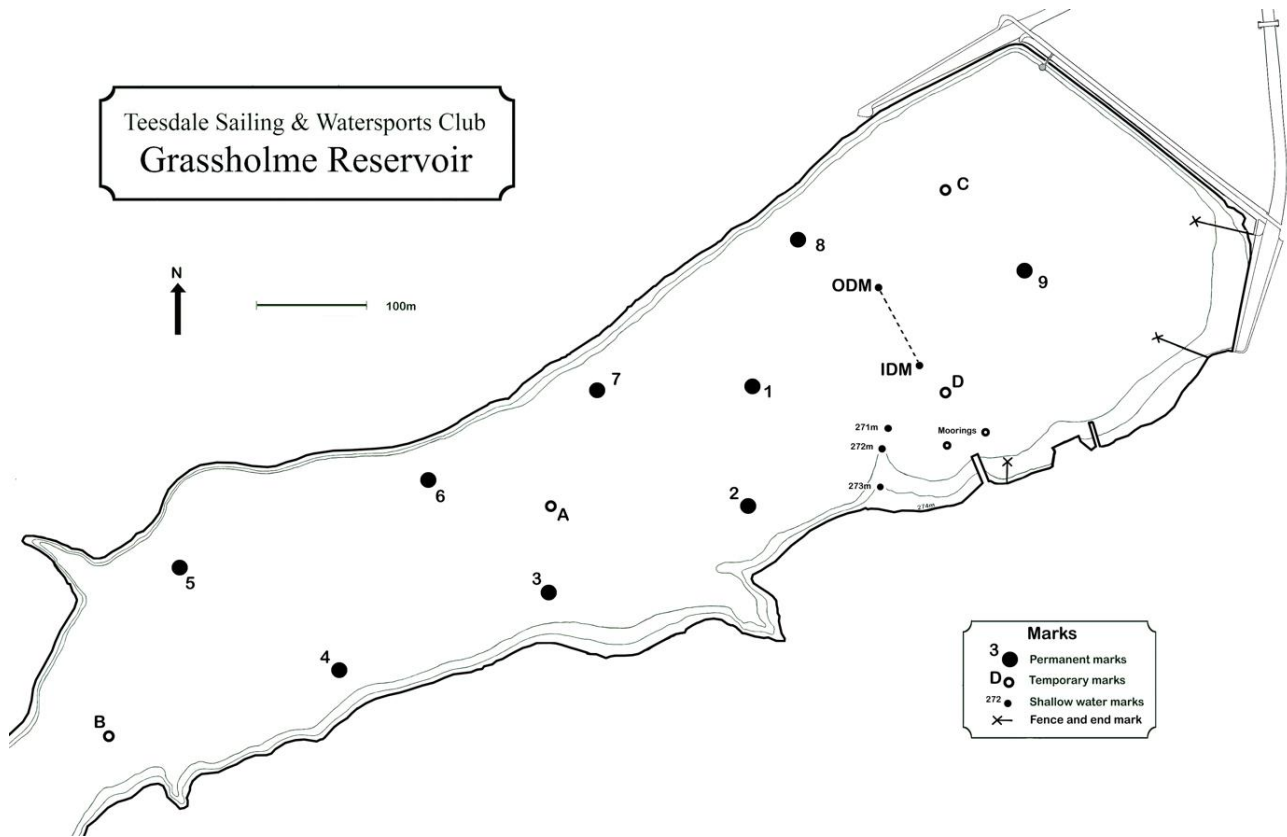 Teesdale Sailing & Watersports Club
Grassholme Reservoir
N
100m
C
8
9
ODM
IDM
7
1
D
271m
Moorings
272m
6
2
273m
A
274m
5
3
4
B
Marks
3
Permanent marks
D
Temporary marks
272
Shallow water marks
Fence and end mark